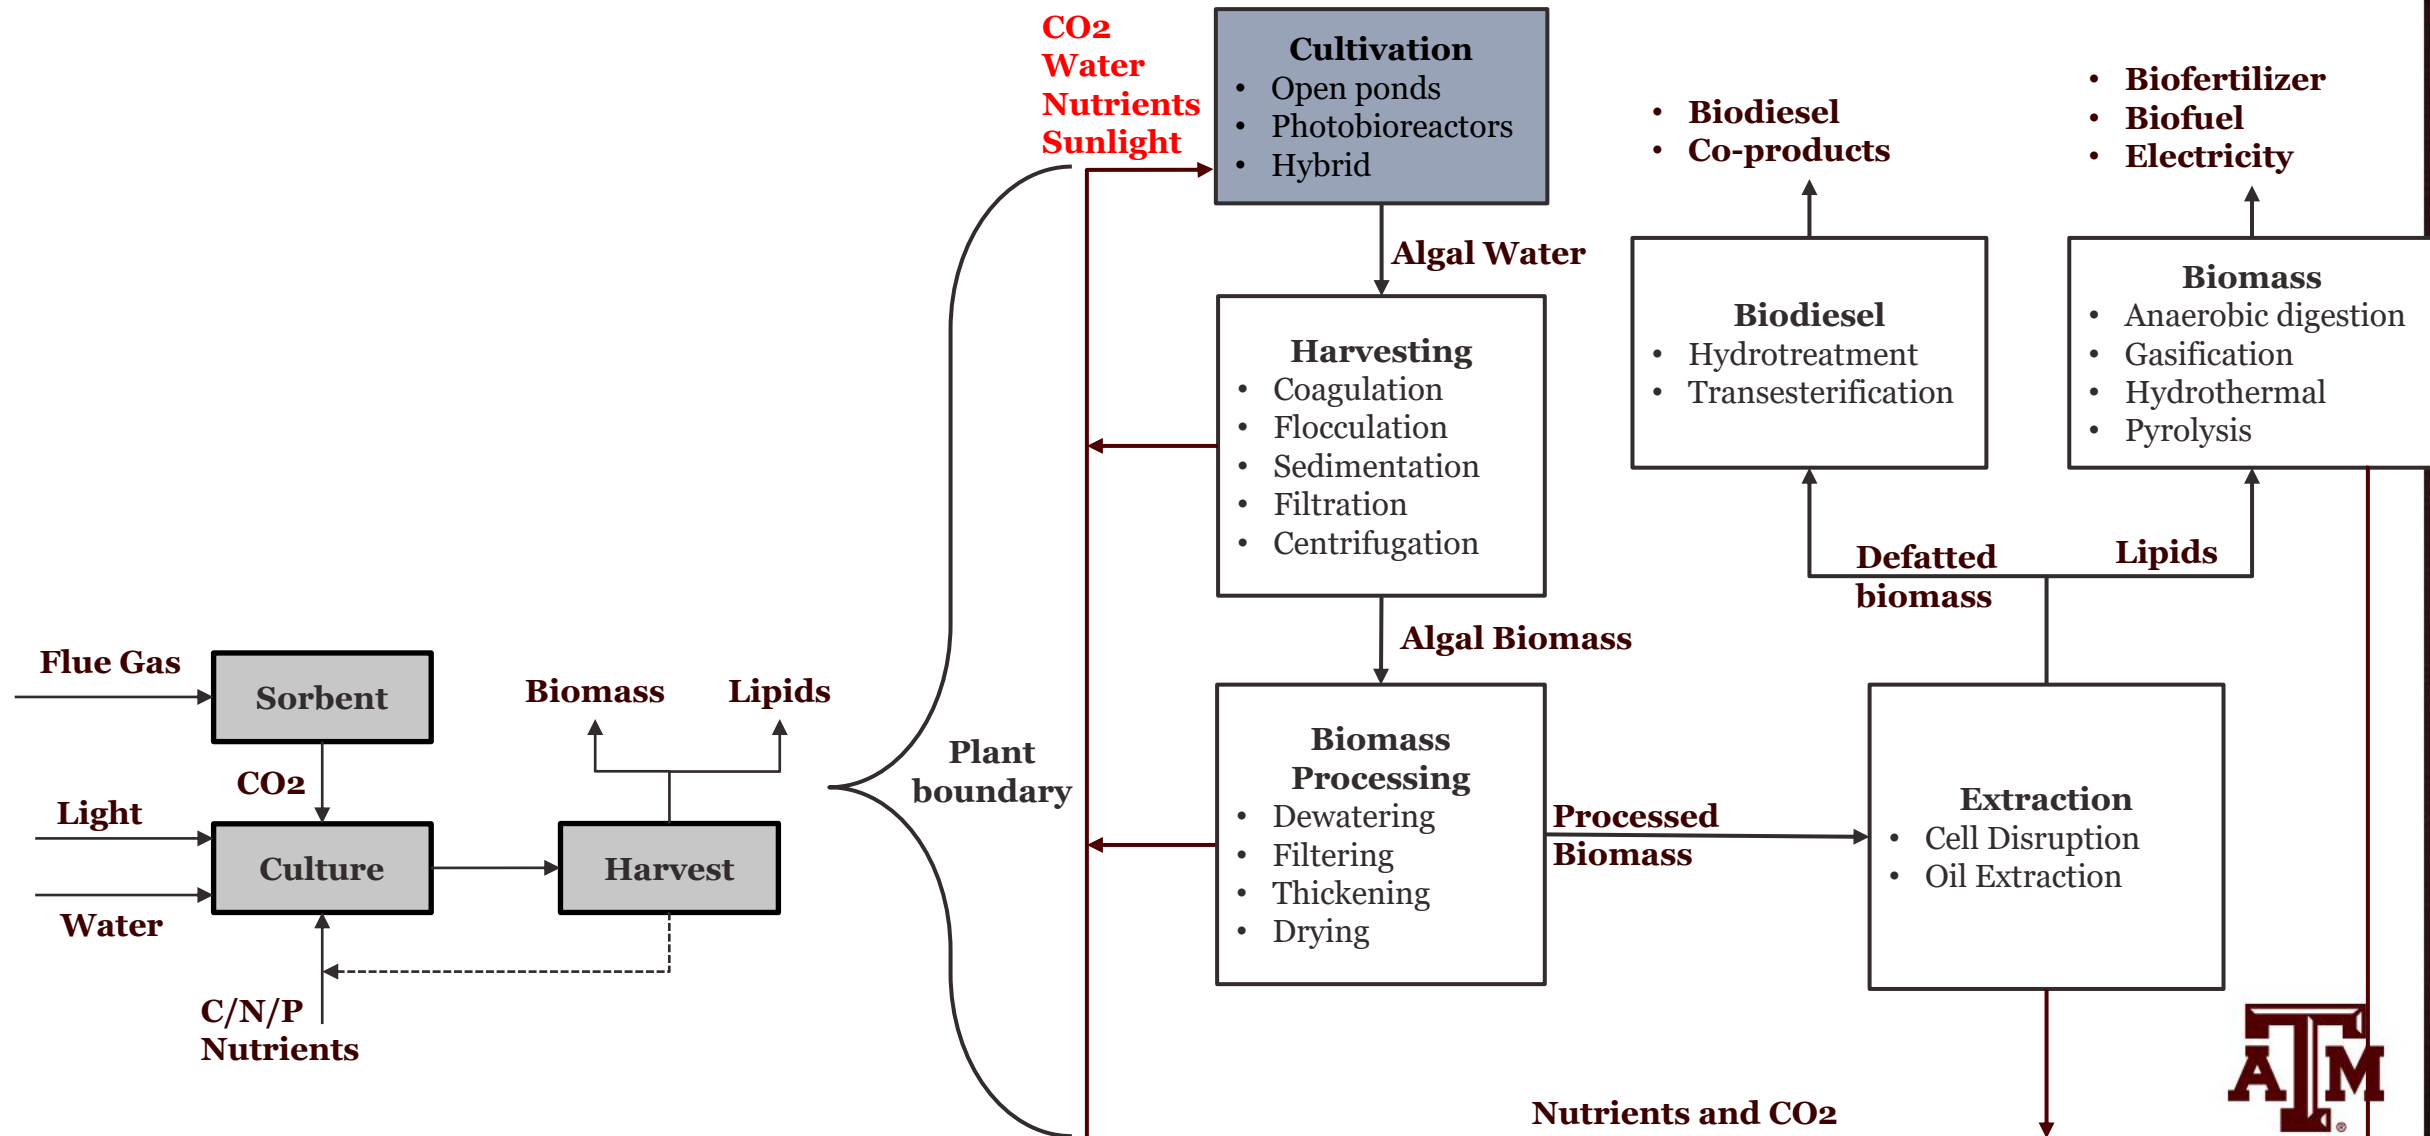 CO2
Water
Nutrients
Sunlight
Cultivation
• Open ponds
• Photobioreactors
• Hybrid
• Biodiesel
• Co-products
• Biofertilizer
• Biofuel
• Electricity
Algal Water
Harvesting
• Coagulation
• Flocculation
• Sedimentation
• Filtration
• Centrifugation
Biodiesel
• Hydrotreatment
• Transesterification
Biomass
• Anaerobic digestion
• Gasification
• Hydrothermal
• Pyrolysis
Defatted
biomass
Lipids
Algal Biomass
Flue Gas
Sorbent
CO2
Light
Culture
Water
C/N/P
Nutrients
Biomass
Lipids
Harvest
Plant
boundary
Biomass
Processing
• Dewatering
• Filtering
• Thickening
• Drying
Processed
Biomass
Extraction
• Cell Disruption
• Oil Extraction
Nutrients and CO2
ATM
®